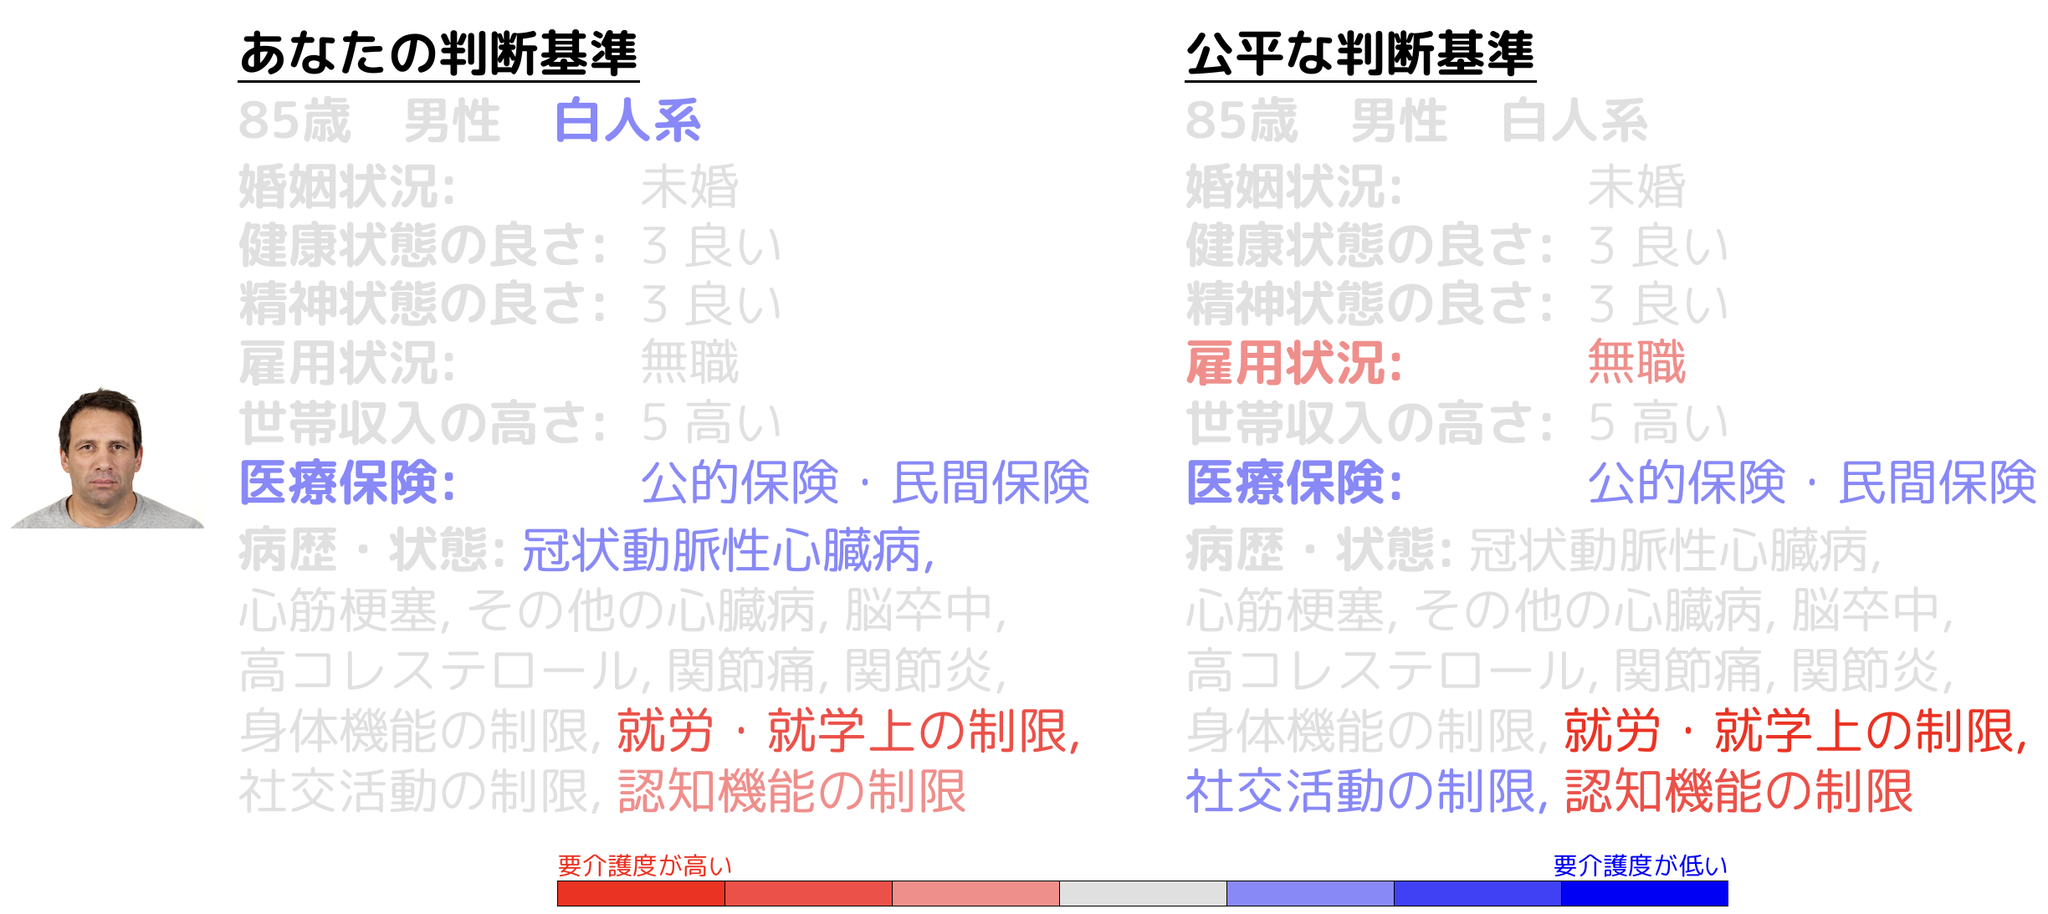 あなたの判断基準
85歳　男性　白人系
婚姻状況:　未婚
健康状態の良さ:　3 良い
精神状態の良さ:　3 良い
雇用状況:　無職
世帯収入の高さ:　5 高い
医療保険:　公的保険・民間保険
病歴・状態: 冠状動脈性心臓病,
心筋梗塞, その他の心臓病, 脳卒中,
高コレステロール, 関節痛, 関節炎,
身体機能の制限, 就労・就学上の制限,
社交活動の制限, 認知機能の制限
公平な判断基準
85歳　男性　白人系
婚姻状況:　未婚
健康状態の良さ:　3 良い
精神状態の良さ:　3 良い
雇用状況:　無職
世帯収入の高さ:　5 高い
医療保険:　公的保険・民間保険
病歴・状態: 冠状動脈性心臓病,
心筋梗塞, その他の心臓病, 脳卒中,
高コレステロール, 関節痛, 関節炎,
身体機能の制限, 就労・就学上の制限,
社交活動の制限, 認知機能の制限
要介護度が高い
要介護度が低い